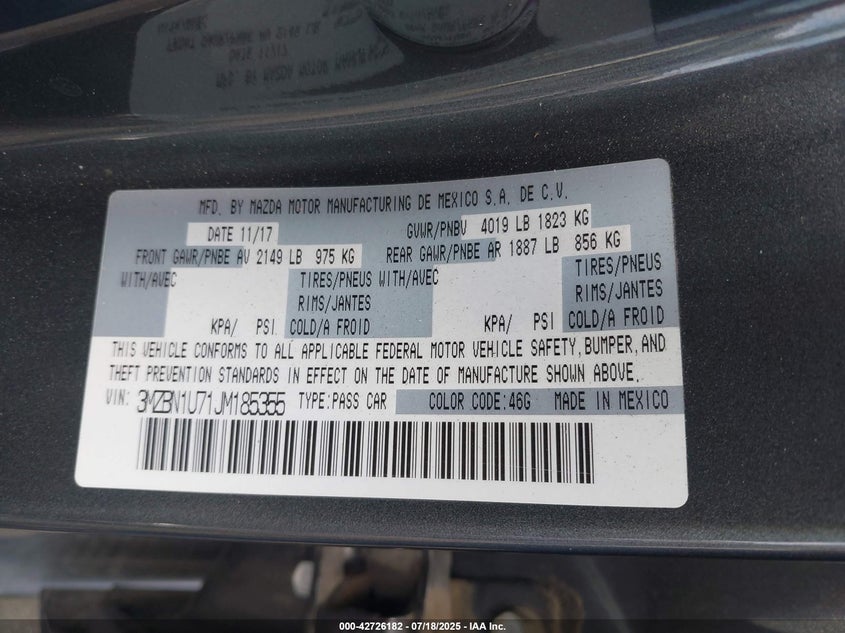 MFD. BY MAZDA MOTOR MANUFACTURING DE MEXICO S.A. DE C.V.
DATE 11/17 GVWR/PNBV 4019 LB 1823 KG
FRONT GAWR/PNBE AV 2149 LB 975 KG REAR GAWR/PNBE AR 1887 LB 856 KG
WITH/AVEC TIRES/PNEUS WITH/AVEC TIRES/PNEUS
RIMS/JANTES RIMS/JANTES
KPA/ PSI COLD/A FROID KPA/ PSI COLD/A FROID
THIS VEHICLE CONFORMS TO ALL APPLICABLE FEDERAL MOTOR VEHICLE SAFETY, BUMPER, AND
THEFT PREVENTION STANDARDS IN EFFECT ON THE DATE OF MANUFACTURE SHOWN ABOVE.
VIN: 3MZBN1U71JM185355 TYPE:PASS CAR COLOR CODE:46G MADE IN MEXICO
000-42726182 - 07/18/2025 - IAA Inc.